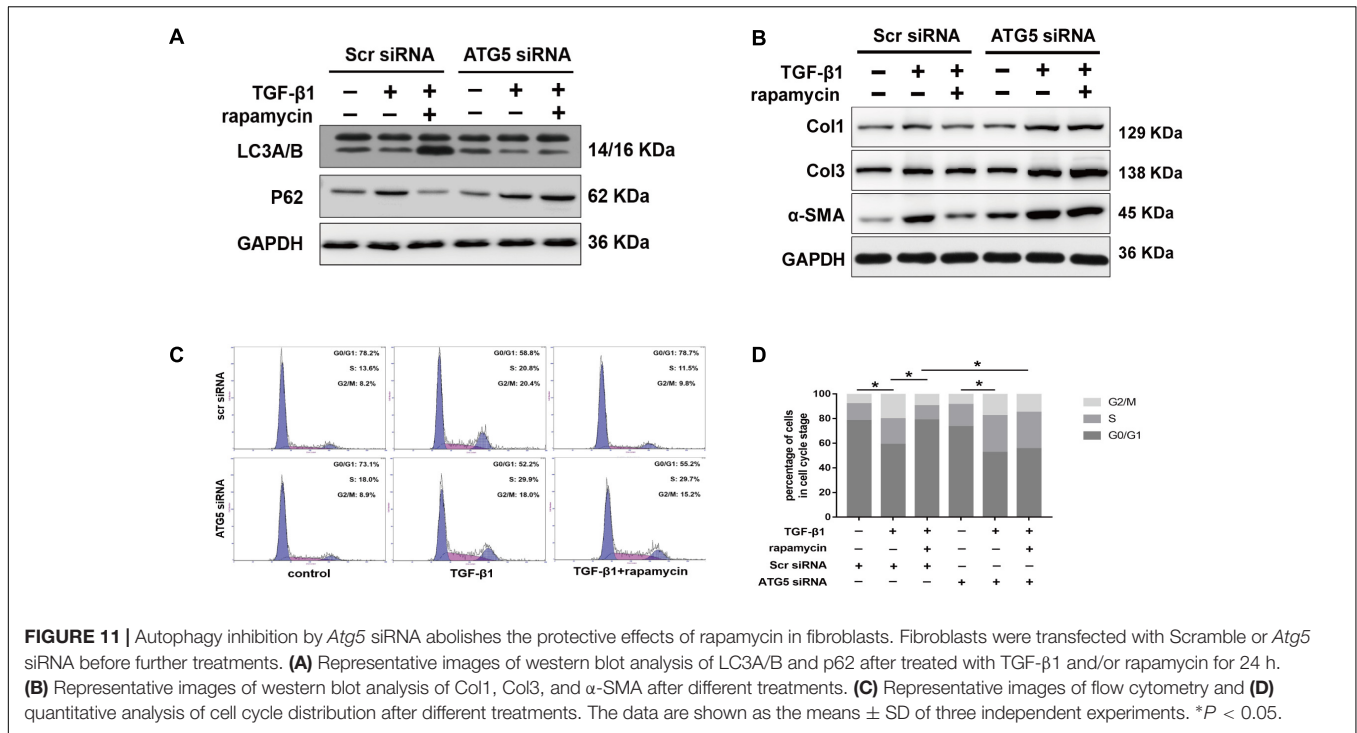 A
Scr siRNA ATG5 siRNA
TGF-β1 − + + − + +
rapamycin − − + − − +
LC3A/B 14/16 KDa
P62 62 KDa
GAPDH 36 KDa
B
Scr siRNA ATG5 siRNA
TGF-β1 − + + − + +
rapamycin − − + − − +
Col1 129 KDa
Col3 138 KDa
α-SMA 45 KDa
GAPDH 36 KDa
C
scr siRNA
G0/G1: 78.2%
S: 13.6%
G2/M: 8.2%
G0/G1: 58.8%
S: 20.8%
G2/M: 20.4%
G0/G1: 78.7%
S: 11.5%
G2/M: 9.8%
ATG5 siRNA
G0/G1: 73.1%
S: 18.0%
G2/M: 8.9%
G0/G1: 52.2%
S: 29.9%
G2/M: 18.0%
G0/G1: 55.2%
S: 29.7%
G2/M: 15.2%
control TGF-β1 TGF-β1+rapamycin
D
*
* * *
percentage of cells
in cell cycle stage
100
80
60
40
20
0
G2/M
S
G0/G1
TGF-β1 − + + − + +
rapamycin − − + − − +
Scr siRNA + + + − − −
ATG5 siRNA − − − + + +
FIGURE 11 | Autophagy inhibition by Atg5 siRNA abolishes the protective effects of rapamycin in fibroblasts. Fibroblasts were transfected with Scramble or Atg5
siRNA before further treatments. (A) Representative images of western blot analysis of LC3A/B and p62 after treated with TGF-β1 and/or rapamycin for 24 h.
(B) Representative images of western blot analysis of Col1, Col3, and α-SMA after different treatments. (C) Representative images of flow cytometry and (D)
quantitative analysis of cell cycle distribution after different treatments. The data are shown as the means ± SD of three independent experiments. *P < 0.05.